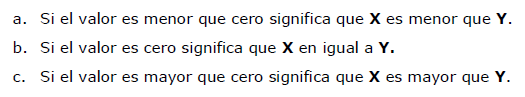 a. Si el valor es menor que cero significa que X es menor que Y.
b. Si el valor es cero significa que X en igual a Y.
c. Si el valor es mayor que cero significa que X es mayor que Y.